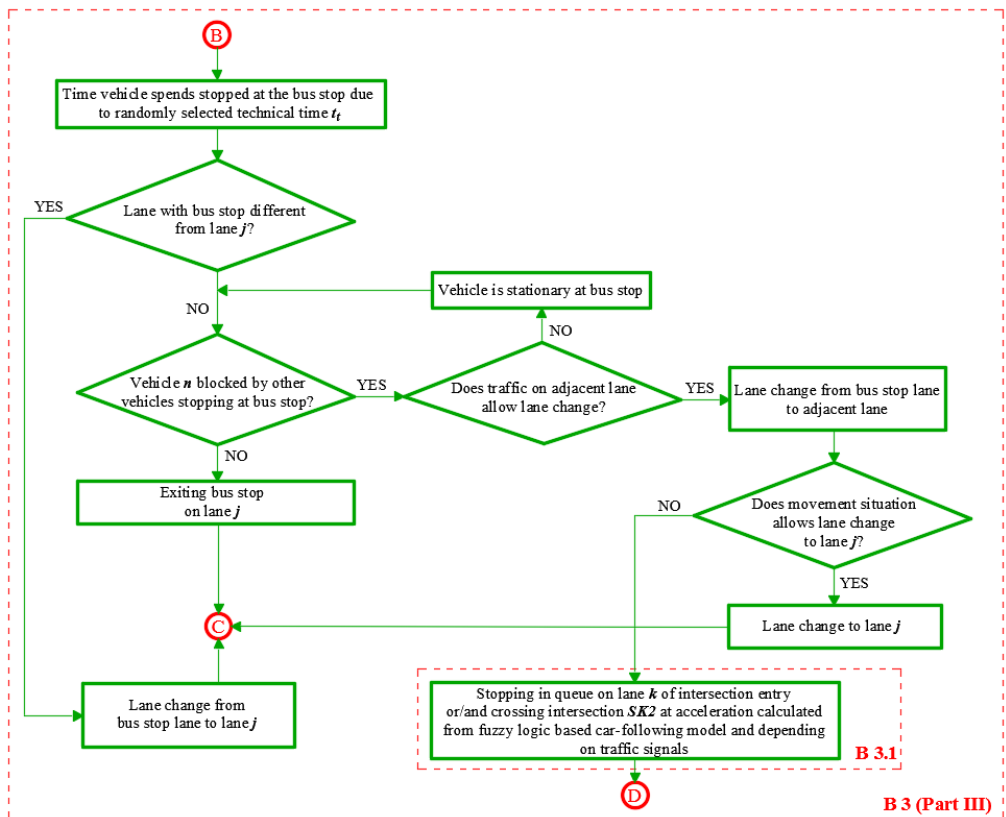 B
Time vehicle spends stopped at the bus stop due
to randomly selected technical time tt
YES
Lane with bus stop different
from lane j?
NO
Vehicle is stationary at bus stop
NO
Vehicle n blocked by other
vehicles stopping at bus stop?
YES
Does traffic on adjacent lane
allow lane change?
YES
Lane change from bus stop lane
to adjacent lane
NO
Exiting bus stop
on lane j
NO
Does movement situation
allows lane change
to lane j?
YES
C
Lane change to lane j
Lane change from
bus stop lane to lane j
Stopping in queue on lane k of intersection entry
or/and crossing intersection SK2 at acceleration calculated
from fuzzy logic based car-following model and depending
on traffic signals
B 3.1
D
B 3 (Part III)